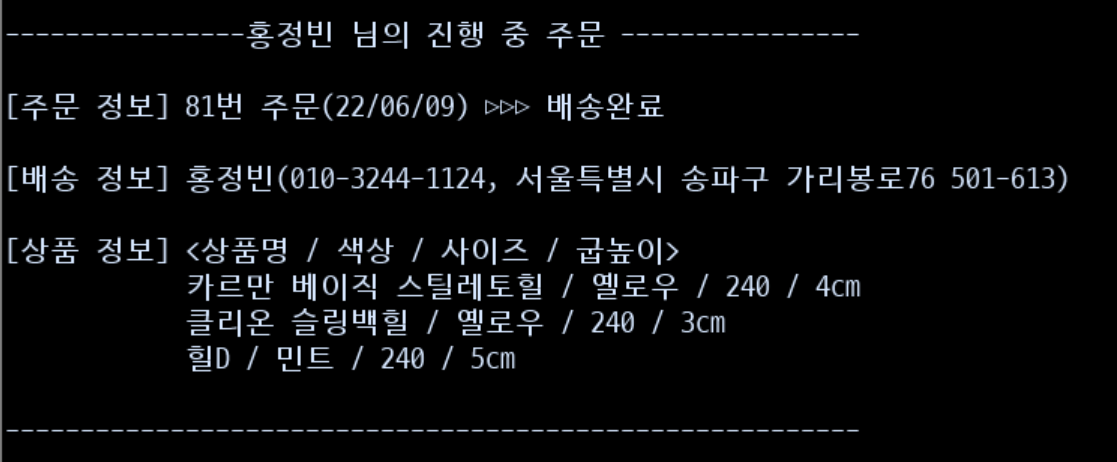 ----------------홍정빈 님의 진행 중 주문 ----------------
[주문 정보] 81번 주문(22/06/09) ▷▷▷ 배송완료
[배송 정보] 홍정빈(010-3244-1124, 서울특별시 송파구 가리봉로76 501-613)
[상품 정보] <상품명 / 색상 / 사이즈 / 굽높이>
카르만 베이직 스틸레토힐 / 옐로우 / 240 / 4cm
클리온 슬링백힐 / 옐로우 / 240 / 3cm
힐D / 민트 / 240 / 5cm
---------------------------------------------------------